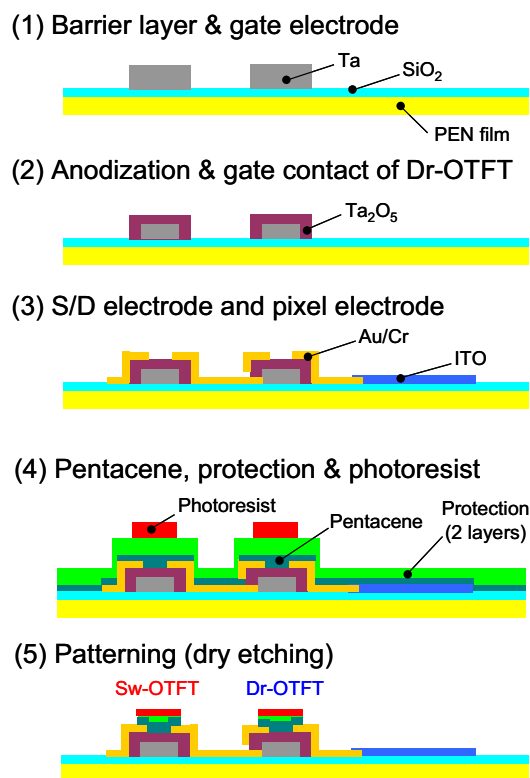 (1) Barrier layer & gate electrode
Ta
SiO2
PEN film
(2) Anodization & gate contact of Dr-OTFT
Ta2O5
(3) S/D electrode and pixel electrode
Au/Cr
ITO
(4) Pentacene, protection & photoresist
Photoresist
Pentacene
Protection
(2 layers)
(5) Patterning (dry etching)
Sw-OTFT
Dr-OTFT